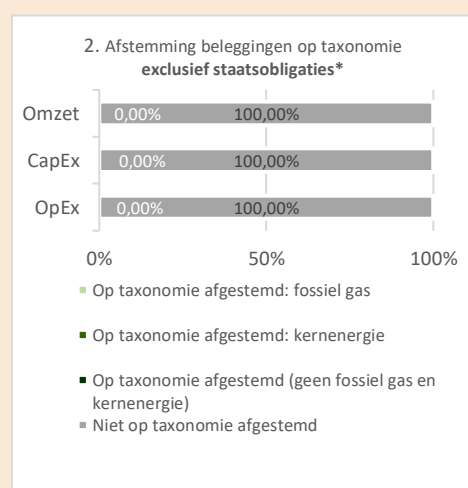 2. Afstemming beleggingen op taxonomie
exclusief staatsobligaties*
Omzet 0,00% 100,00%
CapEx 0,00% 100,00%
OpEx 0,00% 100,00%
0% 50% 100%
Op taxonomie afgestemd: fossiel gas
Op taxonomie afgestemd: kernenergie
Op taxonomie afgestemd (geen fossiel gas en
kernenergie)
Niet op taxonomie afgestemd